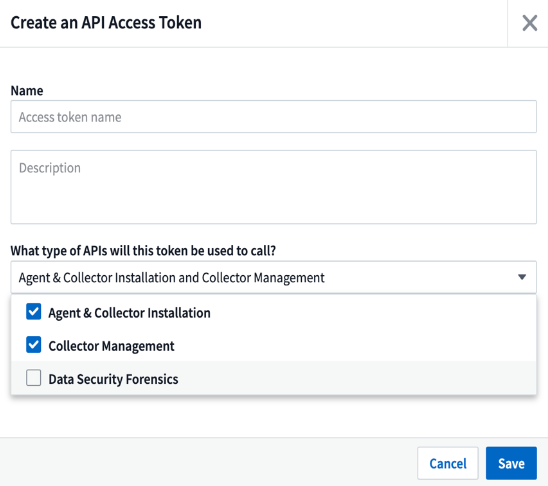 Create an API Access Token
Name
Access token name
Description
What type of APIs will this token be used to call?
Agent & Collector Installation and Collector Management
Agent & Collector Installation
Collector Management
Data Security Forensics
Cancel
Save